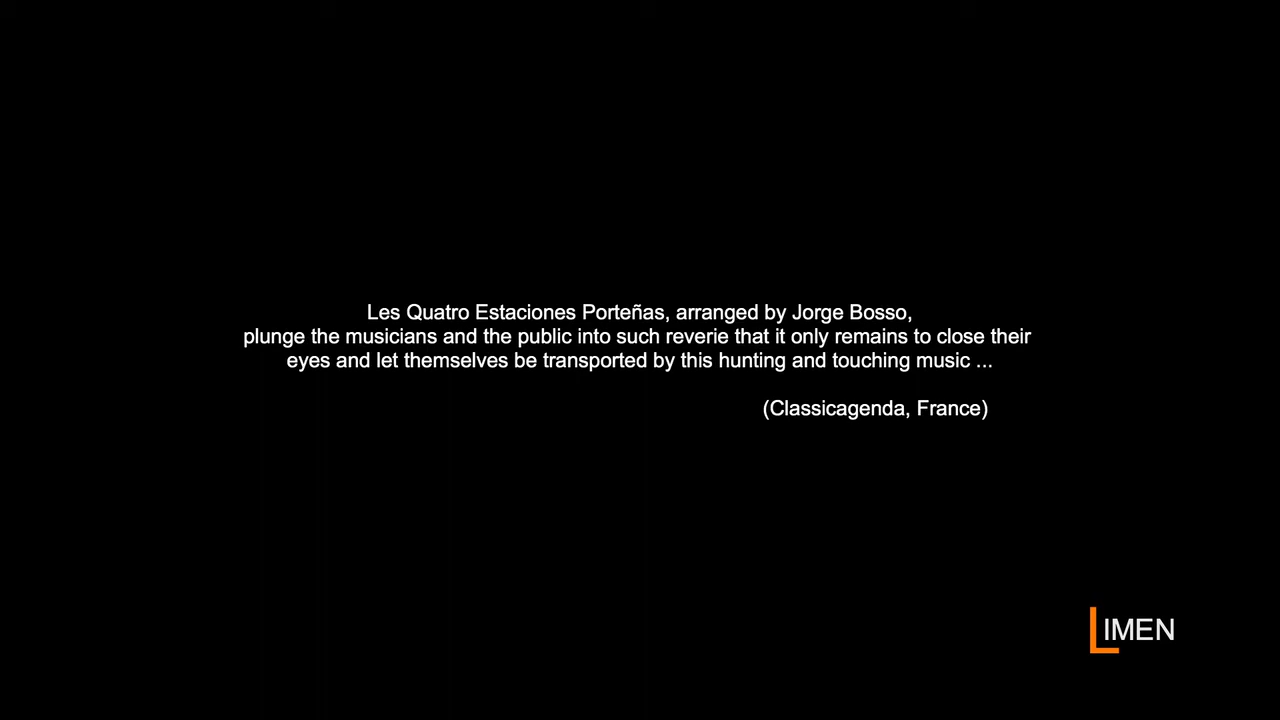 Les Quatro Estaciones Porteñas, arranged by Jorge Bosso,
plunge the musicians and the public into such reverie that it only remains to close their
eyes and let themselves be transported by this hunting and touching music ...
(Classicagenda, France)
LIMEN